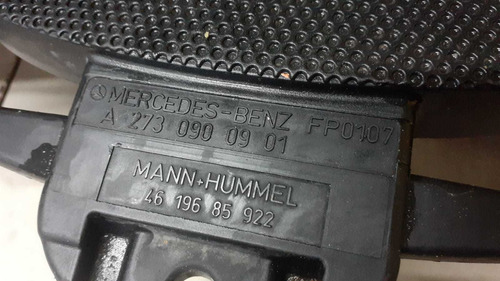 MERCEDES-BENZ FP0107
A 273 090 09 01
MANN+HUMMEL
46 196 85 922